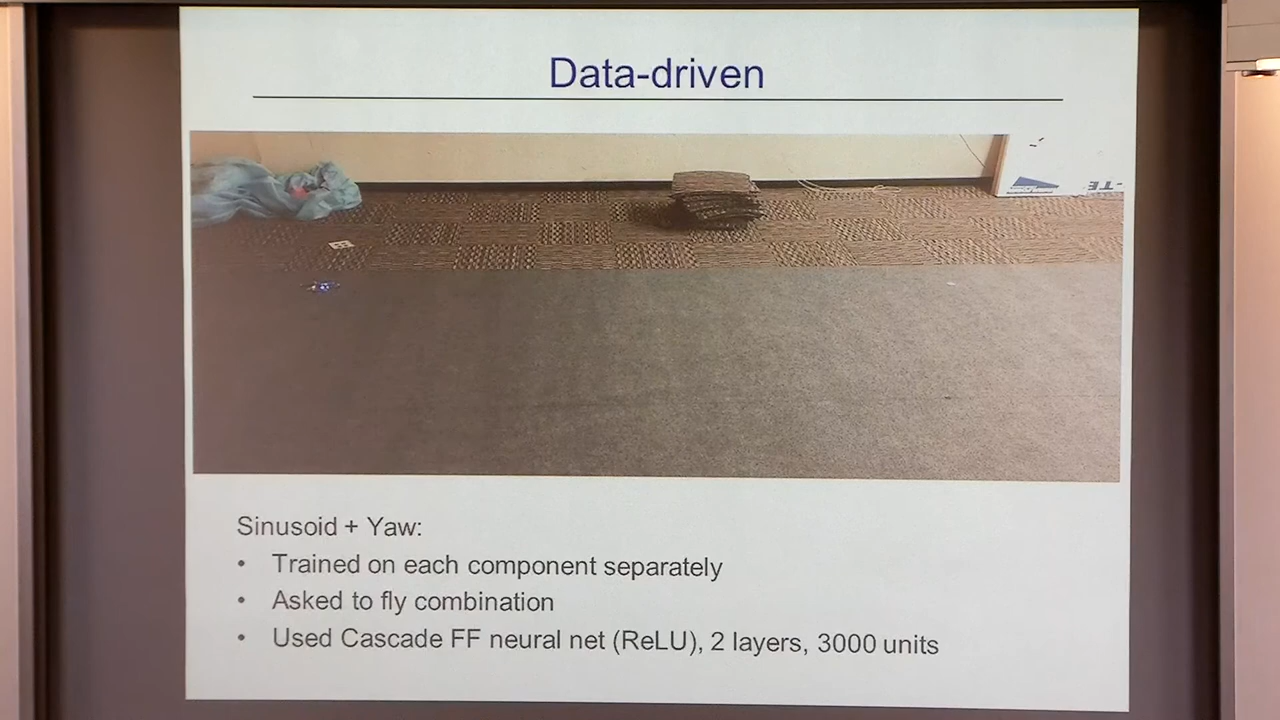 Data-driven
Sinusoid + Yaw:
• Trained on each component separately
• Asked to fly combination
• Used Cascade FF neural net (ReLU), 2 layers, 3000 units